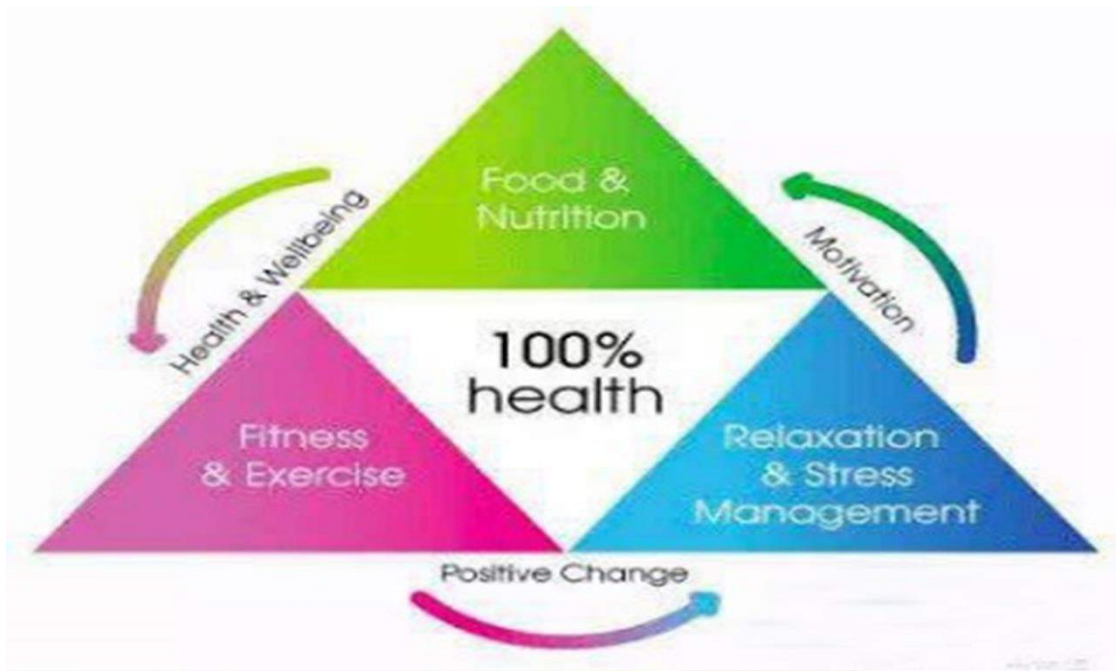 Food &
Nutrition
Health & Wellbeing
Motivation
100%
health
Fitness
& Exercise
Relaxation
& Stress
Management
Positive Change